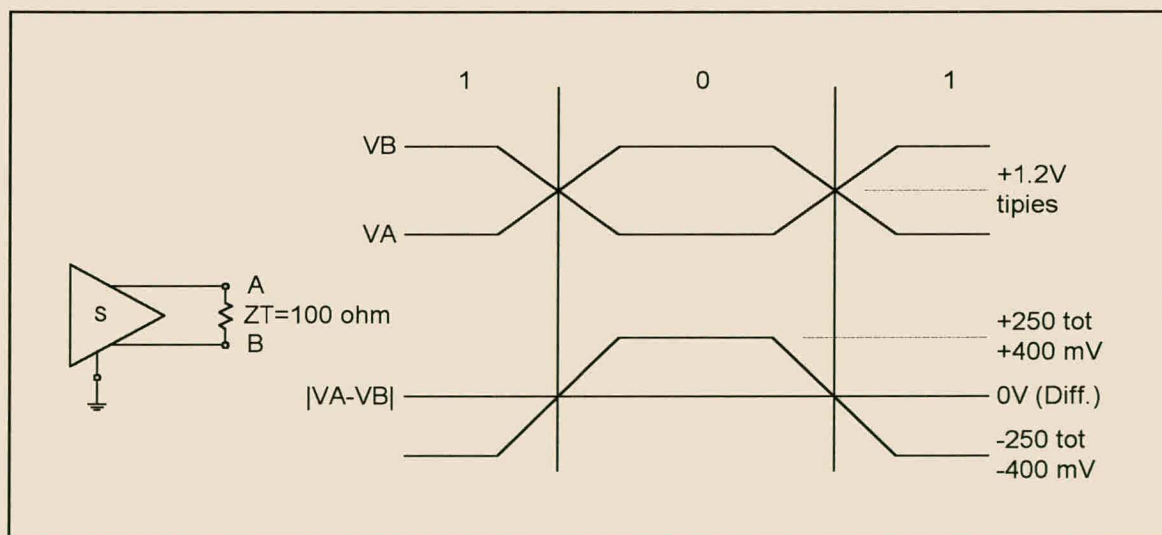 1 0 1
VB
+1.2V
tipies
VA
A
S
ZT=100 ohm
B
+250 tot
+400 mV
|VA-VB|
0V (Diff.)
-250 tot
-400 mV